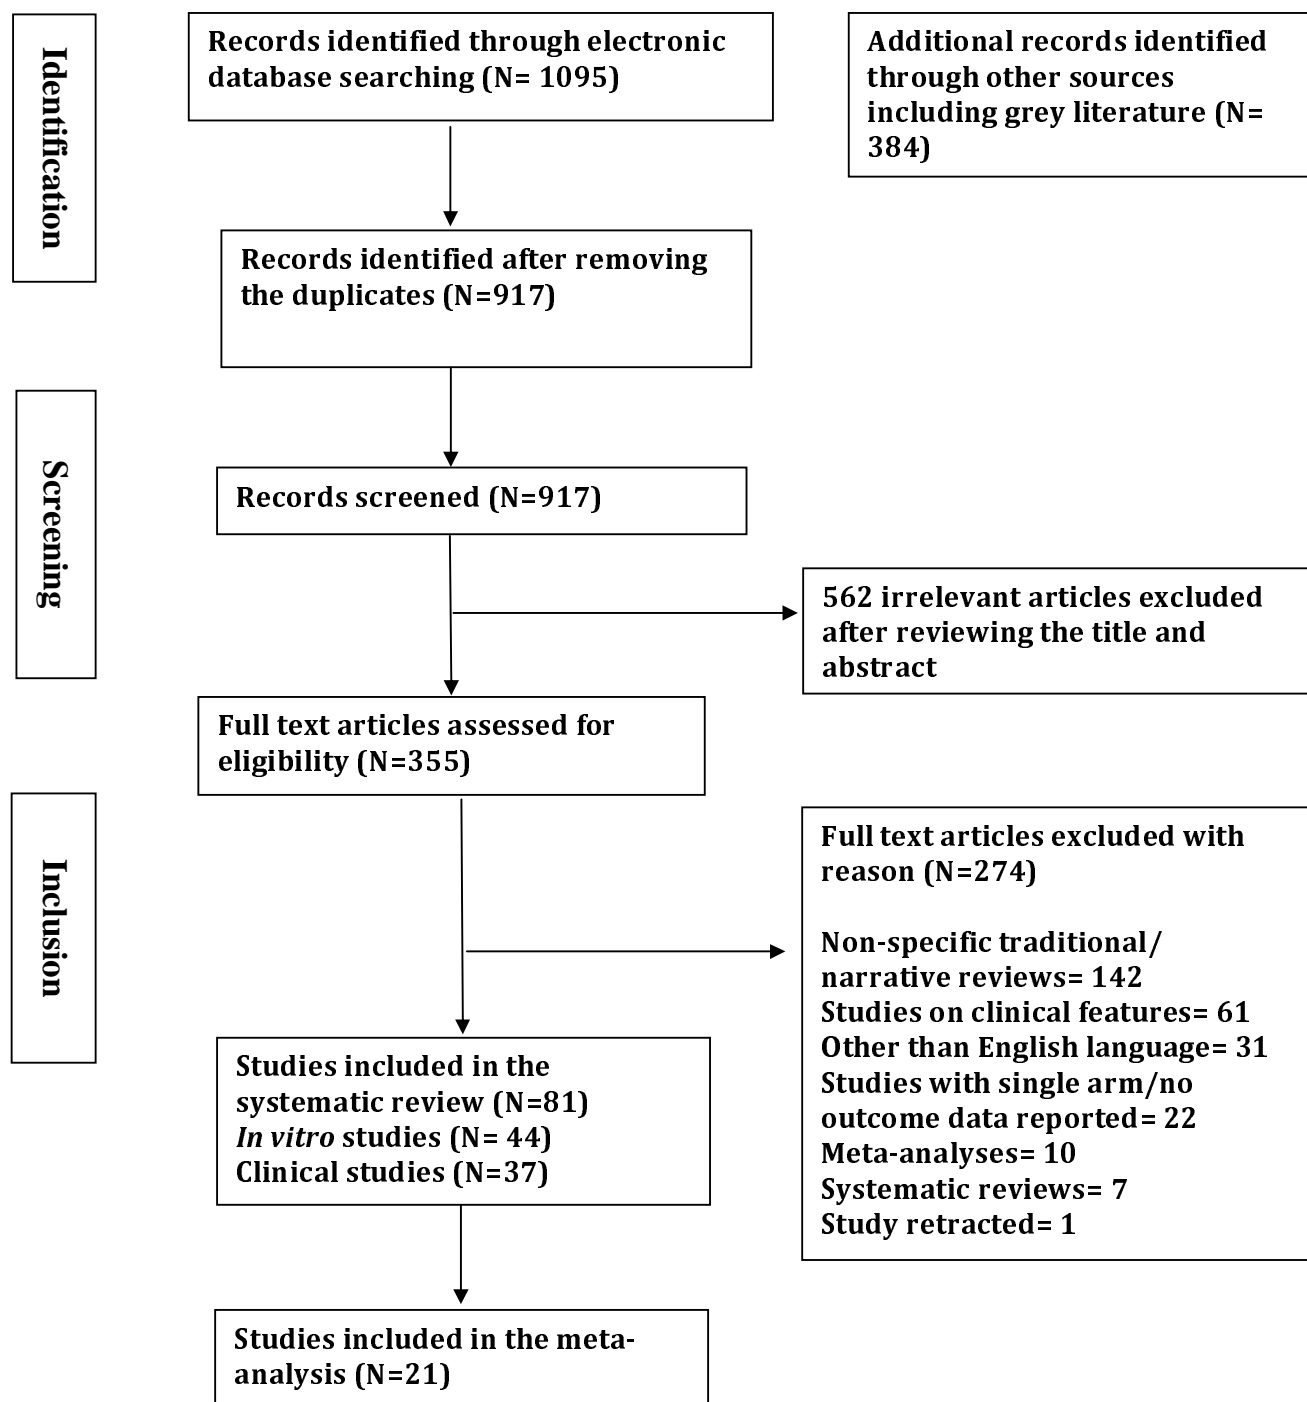 Identification
Records identified through electronic
database searching (N= 1095)
Additional records identified
through other sources
including grey literature (N=
384)
Records identified after removing
the duplicates (N=917)
Screening
Records screened (N=917)
562 irrelevant articles excluded
after reviewing the title and
abstract
Full text articles assessed for
eligibility (N=355)
Inclusion
Full text articles excluded with
reason (N=274)
Non-specific traditional/
narrative reviews= 142
Studies on clinical features= 61
Other than English language= 31
Studies with single arm/no
outcome data reported= 22
Meta-analyses= 10
Systematic reviews= 7
Study retracted= 1
Studies included in the
systematic review (N=81)
In vitro studies (N= 44)
Clinical studies (N=37)
Studies included in the meta-
analysis (N=21)